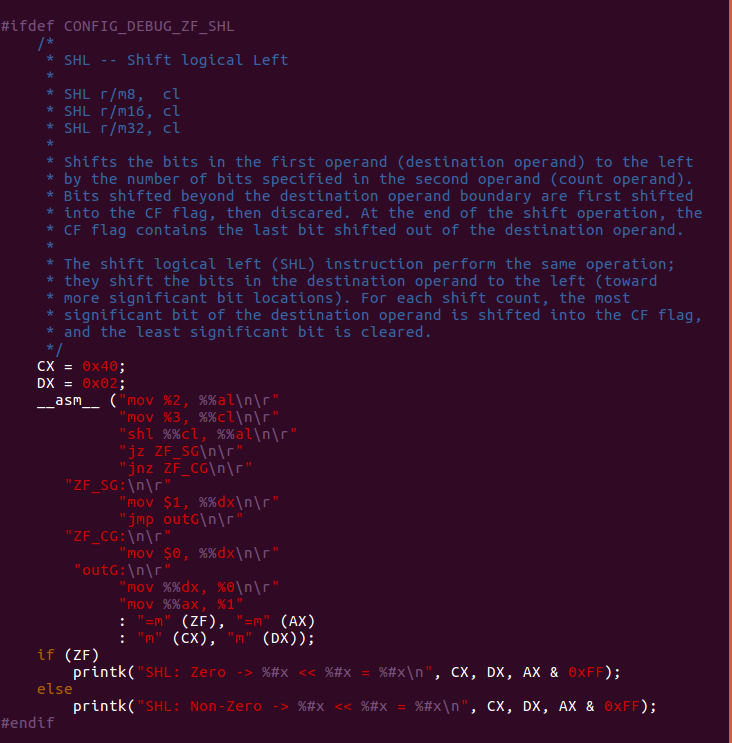 #ifdef CONFIG_DEBUG_ZF_SHL
    /*
     * SHL -- Shift logical Left
     *
     * SHL r/m8,  cl
     * SHL r/m16, cl
     * SHL r/m32, cl
     *
     * Shifts the bits in the first operand (destination operand) to the left
     * by the number of bits specified in the second operand (count operand).
     * Bits shifted beyond the destination operand boundary are first shifted
     * into the CF flag, then discared. At the end of the shift operation, the
     * CF flag contains the last bit shifted out of the destination operand.
     *
     * The shift logical left (SHL) instruction perform the same operation;
     * they shift the bits in the destination operand to the left (toward
     * more significant bit locations). For each shift count, the most
     * significant bit of the destination operand is shifted into the CF flag,
     * and the least significant bit is cleared.
     */
    CX = 0x40;
    DX = 0x02;
    __asm__ ("mov %2, %%al\n\r"
             "mov %3, %%cl\n\r"
             "shl %%cl, %%al\n\r"
             "jz ZF_SG\n\r"
             "jnz ZF_CG\n\r"
       "ZF_SG:\n\r"
             "mov $1, %%dx\n\r"
             "jmp outG\n\r"
       "ZF_CG:\n\r"
             "mov $0, %%dx\n\r"
        "outG:\n\r"
             "mov %%dx, %0\n\r"
             "mov %%ax, %1"
             : "=m" (ZF), "=m" (AX)
             : "m" (CX), "m" (DX));
    if (ZF)
        printk("SHL: Zero -> %#x << %#x = %#x\n", CX, DX, AX & 0xFF);
    else
        printk("SHL: Non-Zero -> %#x << %#x = %#x\n", CX, DX, AX & 0xFF);
#endif